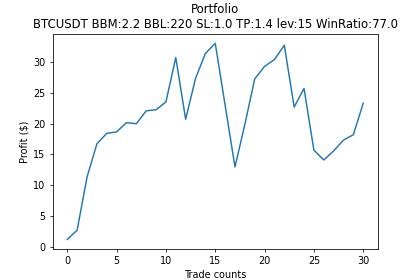 Portfolio
BTCUSDT BBM:2.2 BBL:220 SL:1.0 TP:1.4 lev:15 WinRatio:77.0
30
25
20
15
10
5
0
Profit ($)
0 5 10 15 20 25 30
Trade counts